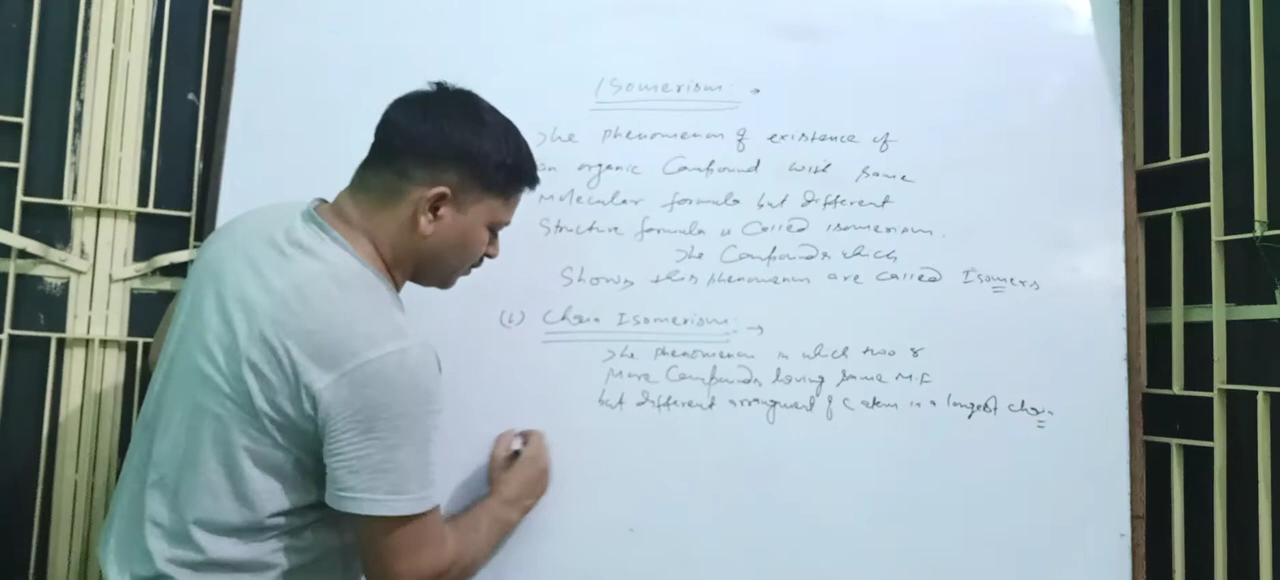 Isomerism: →
The phenomenon of existence of
an organic Compound with same
Molecular formula but different
Structure formula is Called isomerism.
The Compounds which
Shows this phenomenon are called Isomers
(i) Chain Isomerism: →
The phenomenon in which two or
More Compounds having same M.F
but different arrangment of C atom in a longest chain